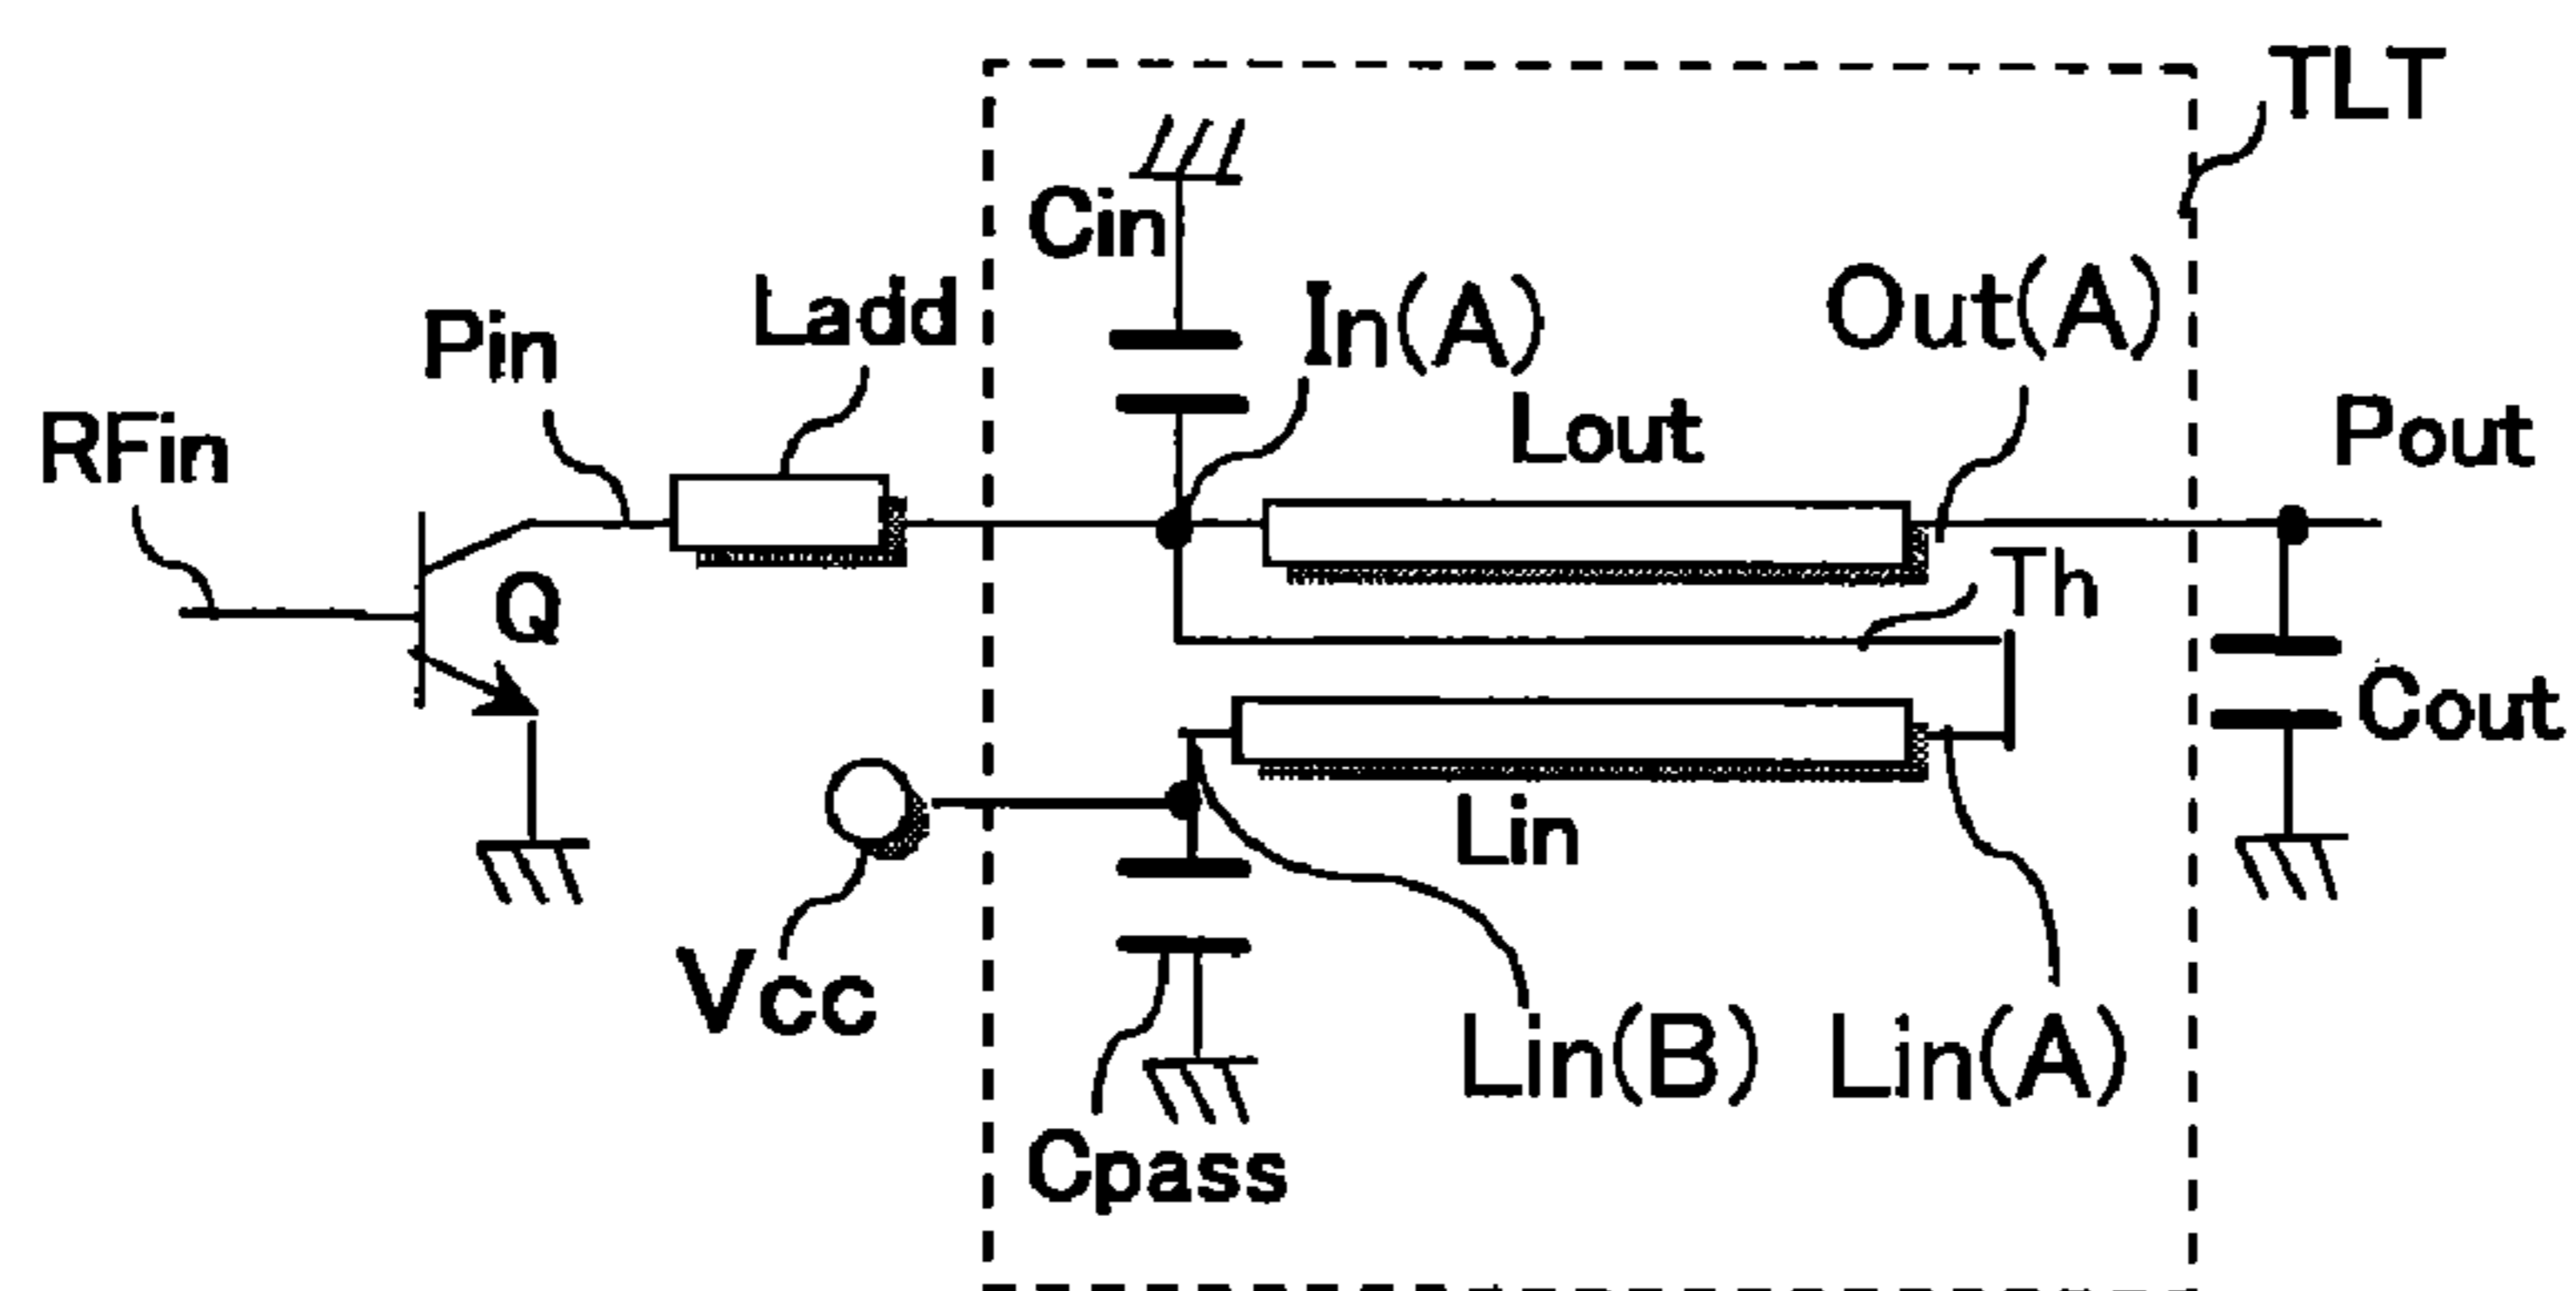 TLT
Cin
In(A)
Out(A)
Ladd
Pin
Lout
Pout
RFin
Th
Q
Cout
Lin
Vcc
Lin(B)
Lin(A)
Cpass